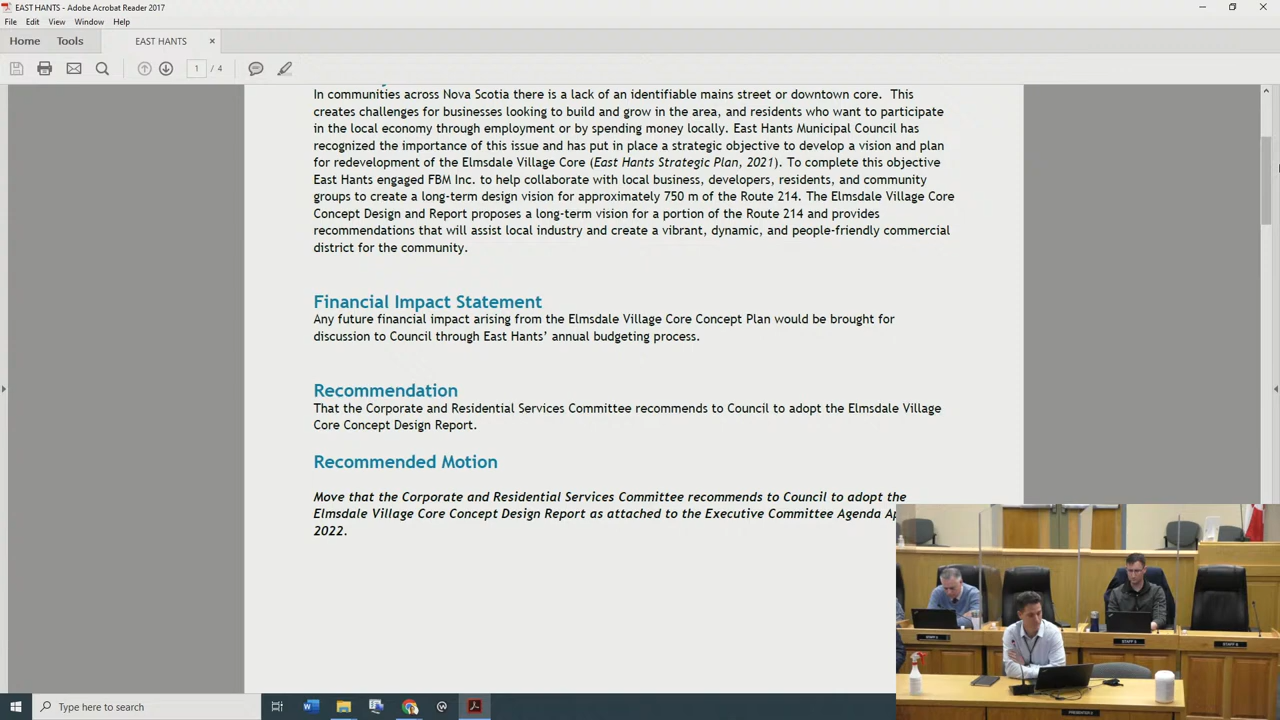 EAST HANTS - Adobe Acrobat Reader 2017
File Edit View Window Help
Home Tools EAST HANTS ×
1 / 4
In communities across Nova Scotia there is a lack of an identifiable mains street or downtown core. This
creates challenges for businesses looking to build and grow in the area, and residents who want to participate
in the local economy through employment or by spending money locally. East Hants Municipal Council has
recognized the importance of this issue and has put in place a strategic objective to develop a vision and plan
for redevelopment of the Elmsdale Village Core (East Hants Strategic Plan, 2021). To complete this objective
East Hants engaged FBM Inc. to help collaborate with local business, developers, residents, and community
groups to create a long-term design vision for approximately 750 m of the Route 214. The Elmsdale Village Core
Concept Design and Report proposes a long-term vision for a portion of the Route 214 and provides
recommendations that will assist local industry and create a vibrant, dynamic, and people-friendly commercial
district for the community.
Financial Impact Statement
Any future financial impact arising from the Elmsdale Village Core Concept Plan would be brought for
discussion to Council through East Hants’ annual budgeting process.
Recommendation
That the Corporate and Residential Services Committee recommends to Council to adopt the Elmsdale Village
Core Concept Design Report.
Recommended Motion
Move that the Corporate and Residential Services Committee recommends to Council to adopt the
Elmsdale Village Core Concept Design Report as attached to the Executive Committee Agenda Ap
2022.
Type here to search